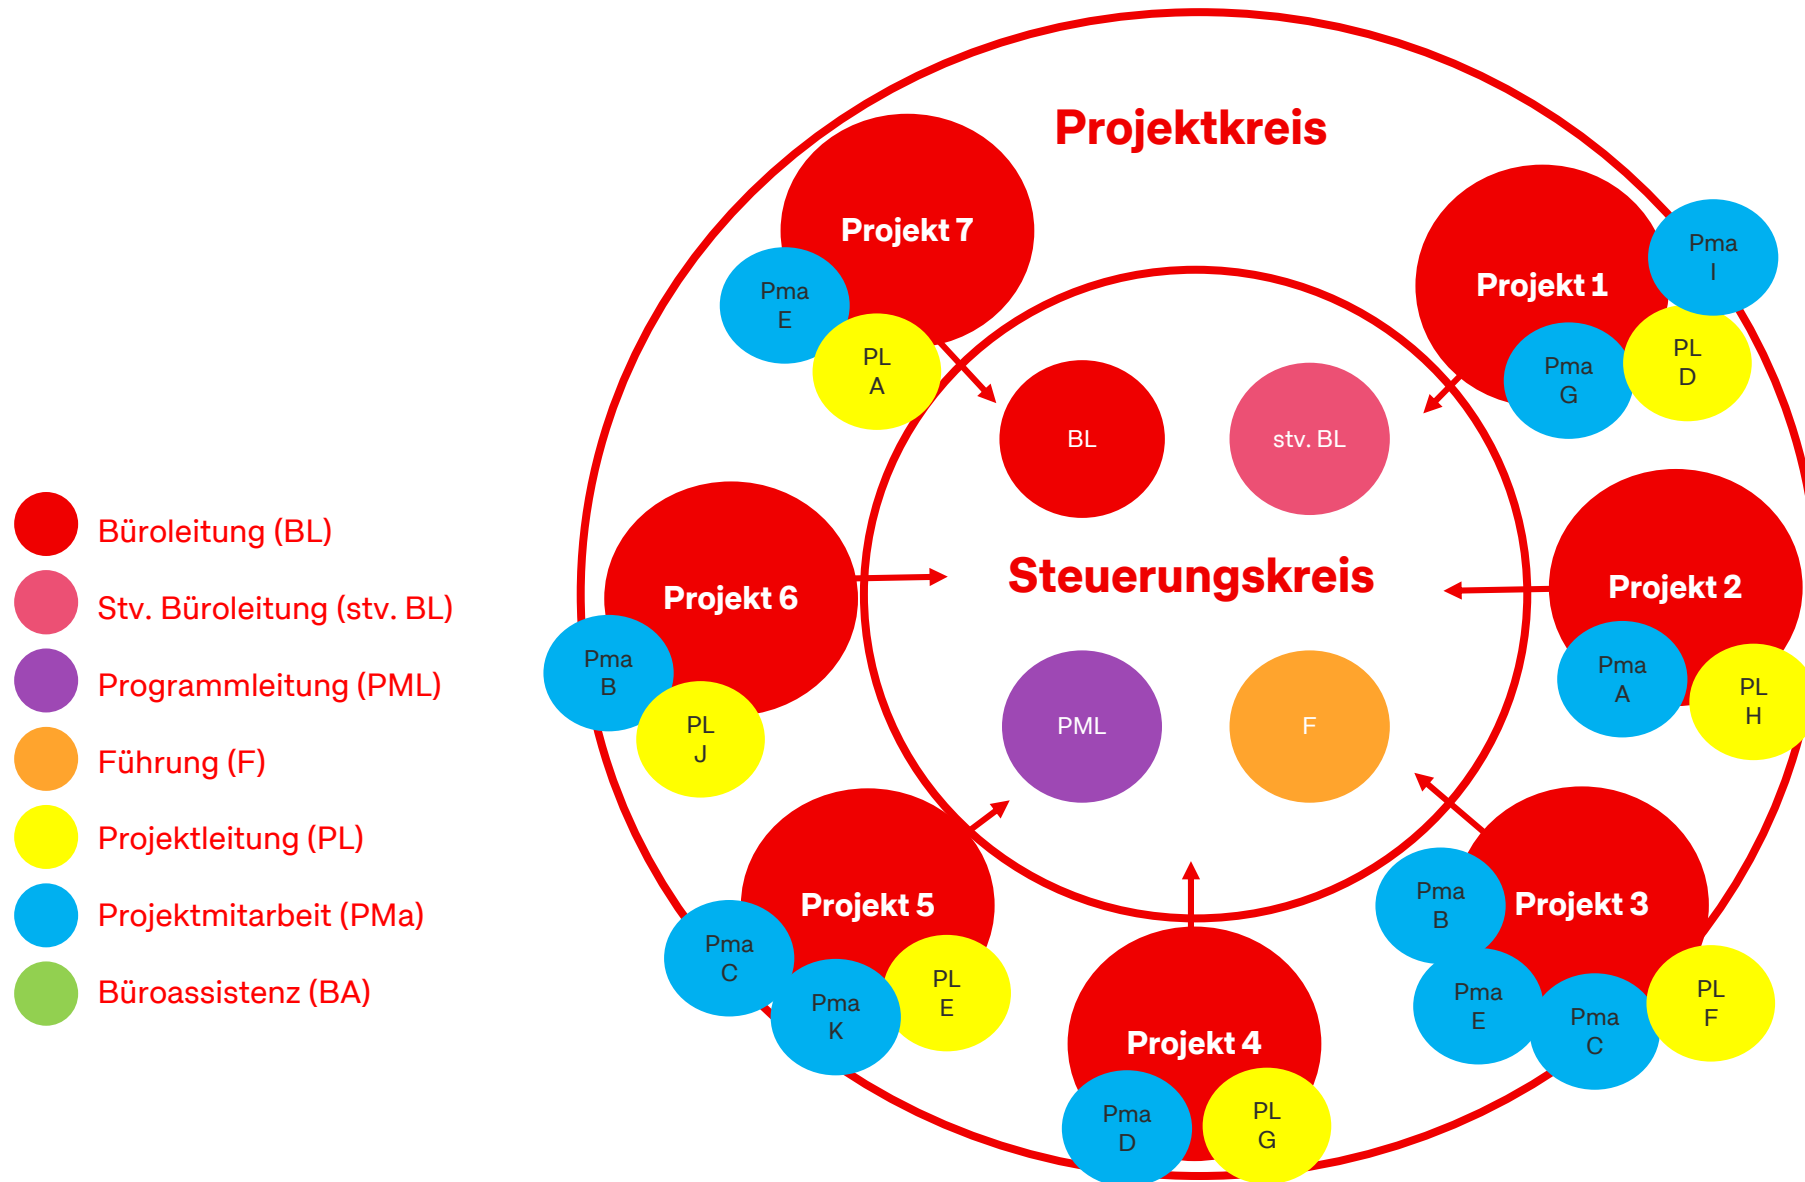 Projektkreis
Projekt 7
Pma
E
PL
A
Projekt 1
Pma
I
Pma
G
PL
D
BL
stv. BL
Steuerungskreis
PML
F
Projekt 6
Pma
B
PL
J
Projekt 2
Pma
A
PL
H
Projekt 5
Pma
C
Pma
K
PL
E
Projekt 4
Pma
D
PL
G
Projekt 3
Pma
B
Pma
E
Pma
C
PL
F
Büroleitung (BL)
Stv. Büroleitung (stv. BL)
Programmleitung (PML)
Führung (F)
Projektleitung (PL)
Projektmitarbeit (PMa)
Büroassistenz (BA)